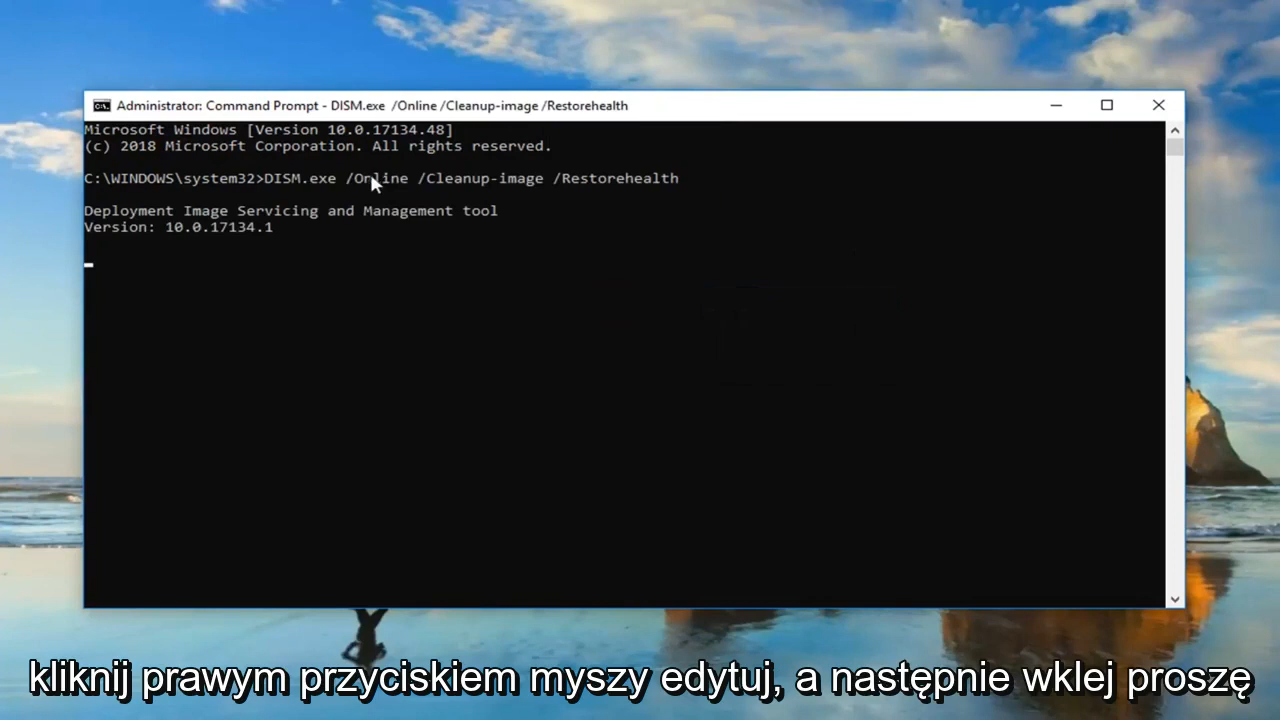 Administrator: Command Prompt - DISM.exe /Online /Cleanup-image /Restorehealth
Microsoft Windows [Version 10.0.17134.48]
(c) 2018 Microsoft Corporation. All rights reserved.
C:\WINDOWS\system32>DISM.exe /Online /Cleanup-image /Restorehealth
Deployment Image Servicing and Management tool
Version: 10.0.17134.1
kliknij prawym przyciskiem myszy edytuj, a następnie wklej proszę